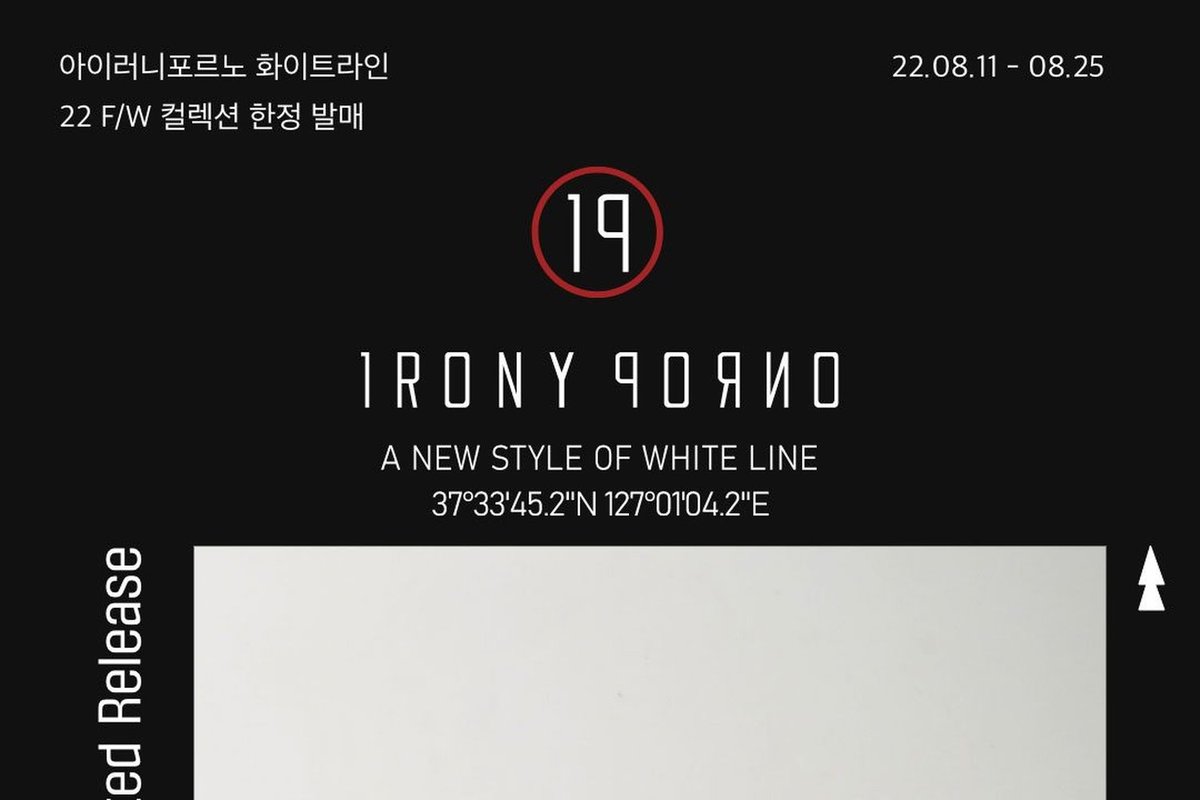 아이러니포르노 화이트라인
22 F/W 컬렉션 한정 발매
22.08.11 - 08.25
19
IRONY PORNO
A NEW STYLE OF WHITE LINE
37°33'45.2"N 127°01'04.2"E
Release